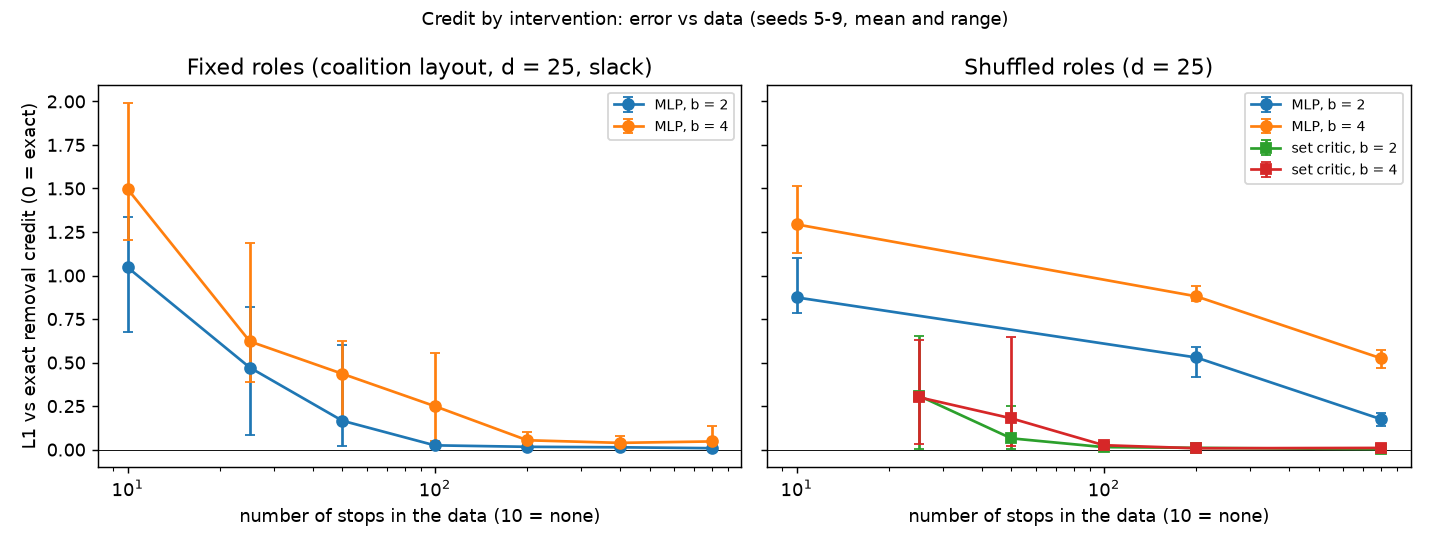 Credit by intervention: error vs data (seeds 5-9, mean and range)
Fixed roles (coalition layout, d = 25, slack)
L1 vs exact removal credit (0 = exact)
2.00
1.75
1.50
1.25
1.00
0.75
0.50
0.25
0.00
MLP, b = 2
MLP, b = 4
10¹
10²
number of stops in the data (10 = none)
Shuffled roles (d = 25)
MLP, b = 2
MLP, b = 4
set critic, b = 2
set critic, b = 4
10¹
10²
number of stops in the data (10 = none)